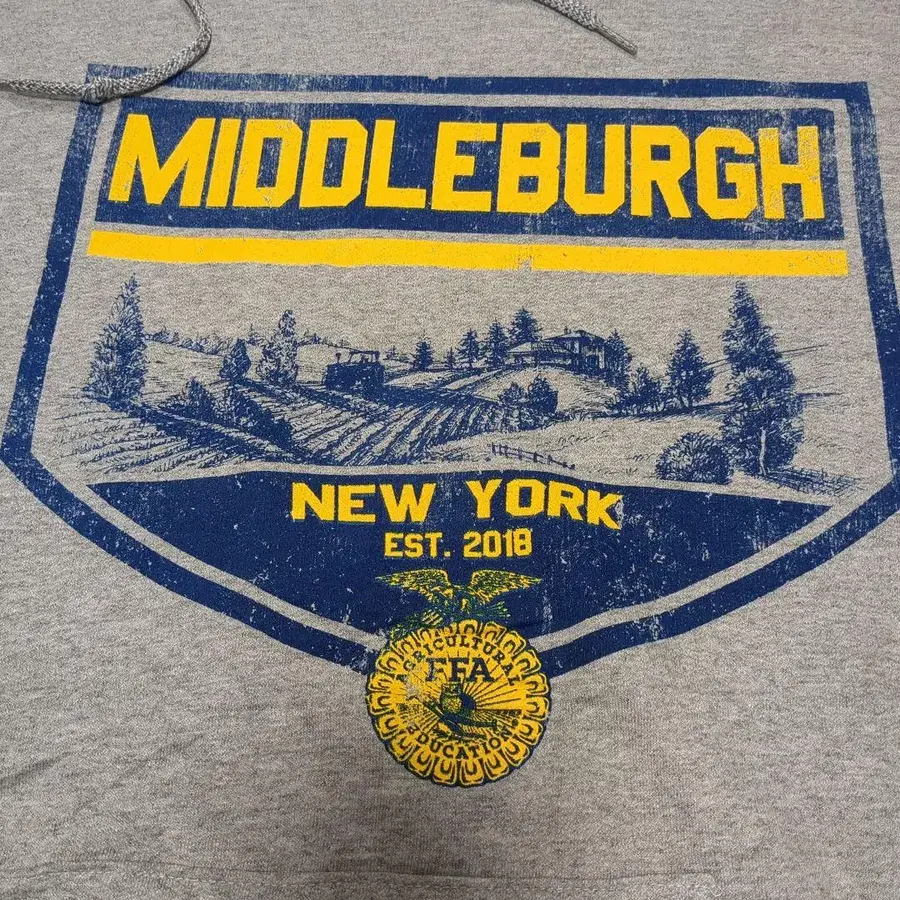 MIDDLEBURGH
NEW YORK
EST. 2018
AGRICULTURAL
FFA
EDUCATION